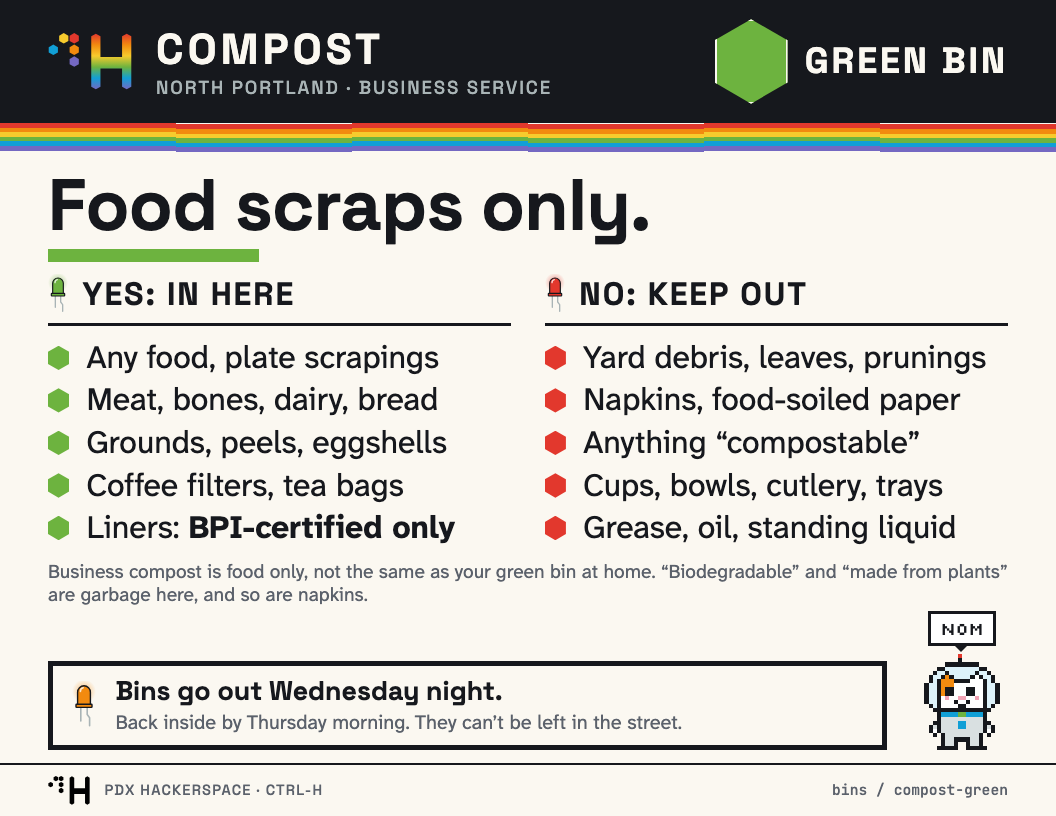 H COMPOST
NORTH PORTLAND · BUSINESS SERVICE
GREEN BIN
Food scraps only.
YES: IN HERE
Any food, plate scrapings
Meat, bones, dairy, bread
Grounds, peels, eggshells
Coffee filters, tea bags
Liners: BPI-certified only
NO: KEEP OUT
Yard debris, leaves, prunings
Napkins, food-soiled paper
Anything “compostable”
Cups, bowls, cutlery, trays
Grease, oil, standing liquid
Business compost is food only, not the same as your green bin at home. “Biodegradable” and “made from plants”
are garbage here, and so are napkins.
NOM
Bins go out Wednesday night.
Back inside by Thursday morning. They can’t be left in the street.
H PDX HACKERSPACE · CTRL-H
bins / compost-green